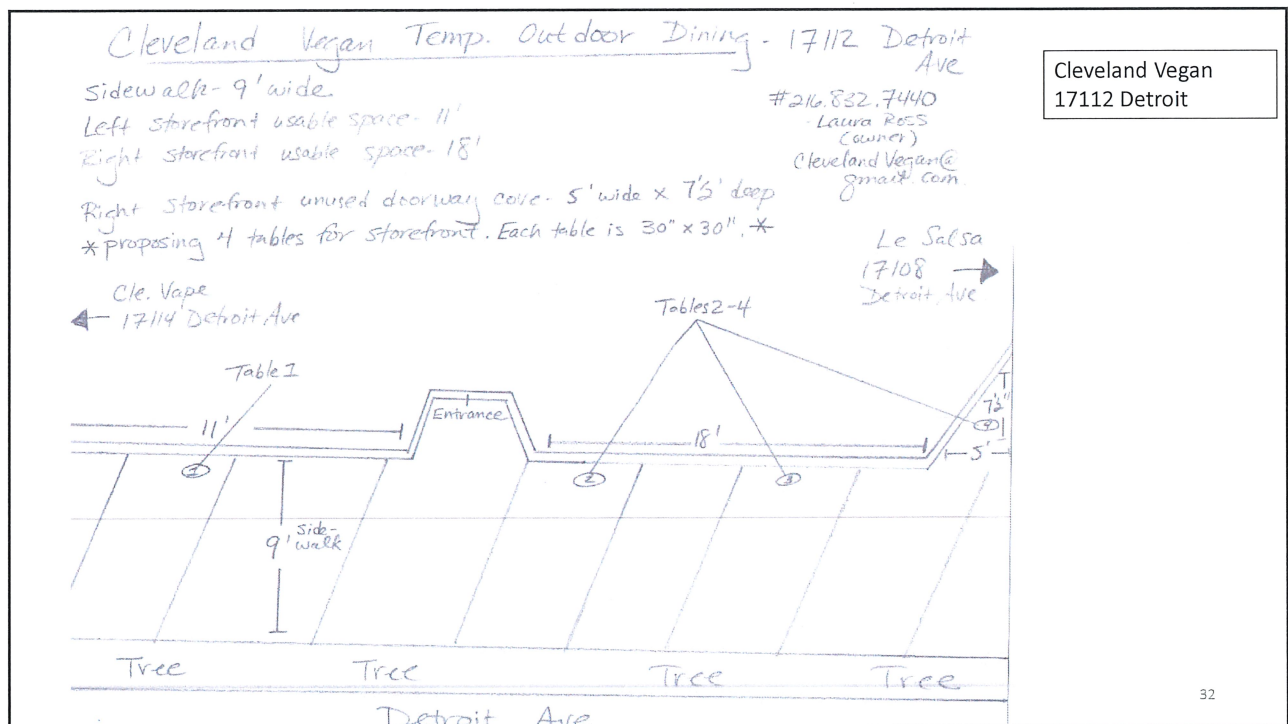 Cleveland Vegan Temp. Outdoor Dining - 17112 Detroit
Ave
Sidewalk - 9' wide.
Left storefront usable space - 11'
Right storefront usable space - 18'
Right storefront unused doorway cove - 5' wide x 7'2" deep
*proposing 4 tables for storefront. Each table is 30" x 30". *
#216.832.7440
- Laura Ross
(owner)
ClevelandVegan@
gmail.com
Cleveland Vegan
17112 Detroit
Cle. Vape
← 17114 Detroit Ave
Le Salsa
17108 →
Detroit Ave
Table 1
Tables 2-4
11'
Entrance
18'
7'2"
5'
1
2
3
4
9' side-
walk
Tree Tree Tree Tree
Detroit Ave
32